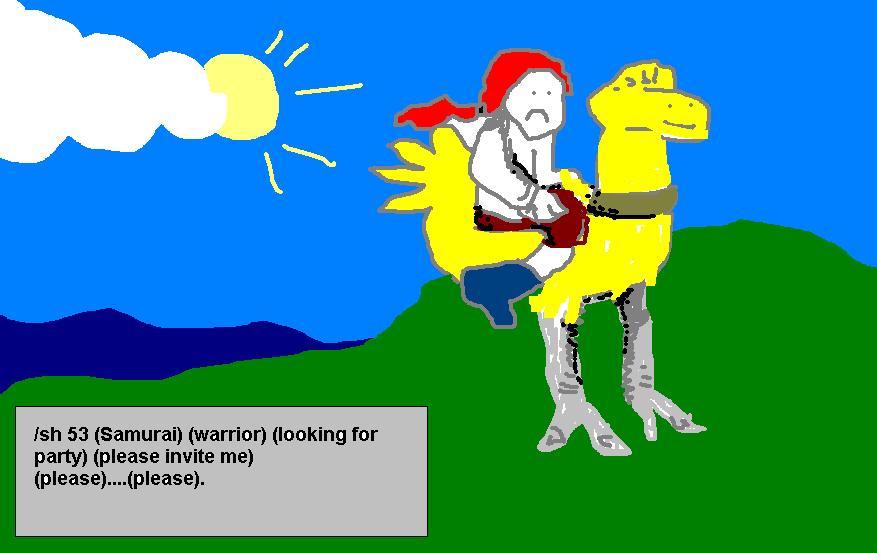 /sh 53 (Samurai) (warrior) (looking for
party) (please invite me)
(please)....(please).